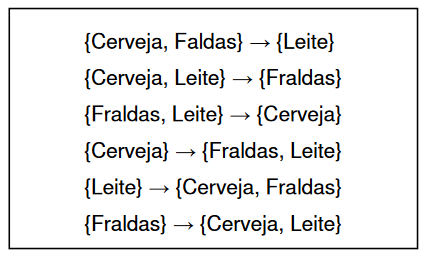 {Cerveja, Faldas} → {Leite}
{Cerveja, Leite} → {Fraldas}
{Fraldas, Leite} → {Cerveja}
{Cerveja} → {Fraldas, Leite}
{Leite} → {Cerveja, Fraldas}
{Fraldas} → {Cerveja, Leite}